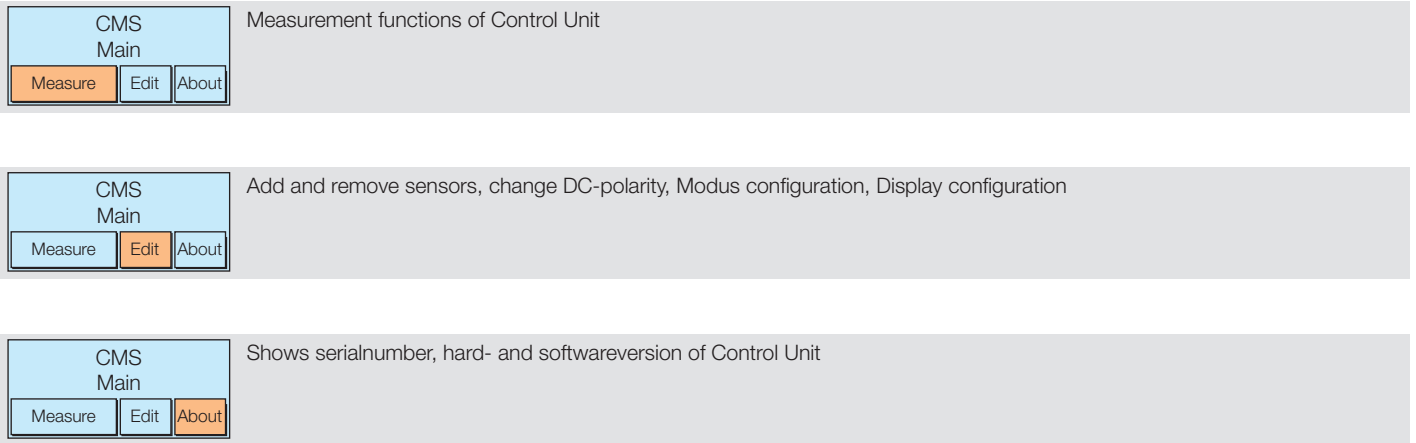 CMS
Main
Measure Edit About
Measurement functions of Control Unit
CMS
Main
Measure Edit About
Add and remove sensors, change DC-polarity, Modus configuration, Display configuration
CMS
Main
Measure Edit About
Shows serialnumber, hard- and softwareversion of Control Unit